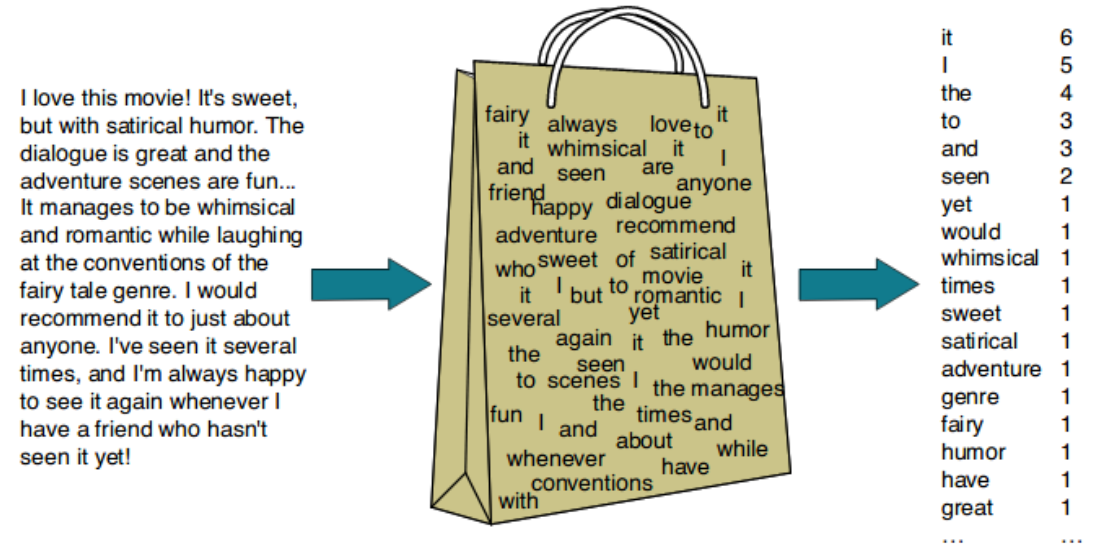 I love this movie! It's sweet,
but with satirical humor. The
dialogue is great and the
adventure scenes are fun...
It manages to be whimsical
and romantic while laughing
at the conventions of the
fairy tale genre. I would
recommend it to just about
anyone. I've seen it several
times, and I'm always happy
to see it again whenever I
have a friend who hasn't
seen it yet!
fairy always love to it
it whimsical it I
and seen are anyone
friend happy dialogue
adventure recommend
who sweet of satirical
it I but to movie it
romantic I
several yet
again it the humor
the seen would
to scenes I the manages
the times and
fun I and about
whenever have while
conventions
with
it 6
I 5
the 4
to 3
and 3
seen 2
yet 1
would 1
whimsical 1
times 1
sweet 1
satirical 1
adventure 1
genre 1
fairy 1
humor 1
have 1
great 1
... ...